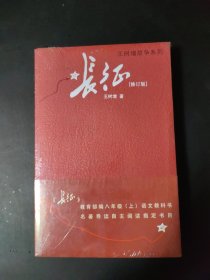 王树增战争系列
長征
[修订版]
王树增 著
《长征》
教育部编八年级（上）语文教科书
名著导读自主阅读指定书目